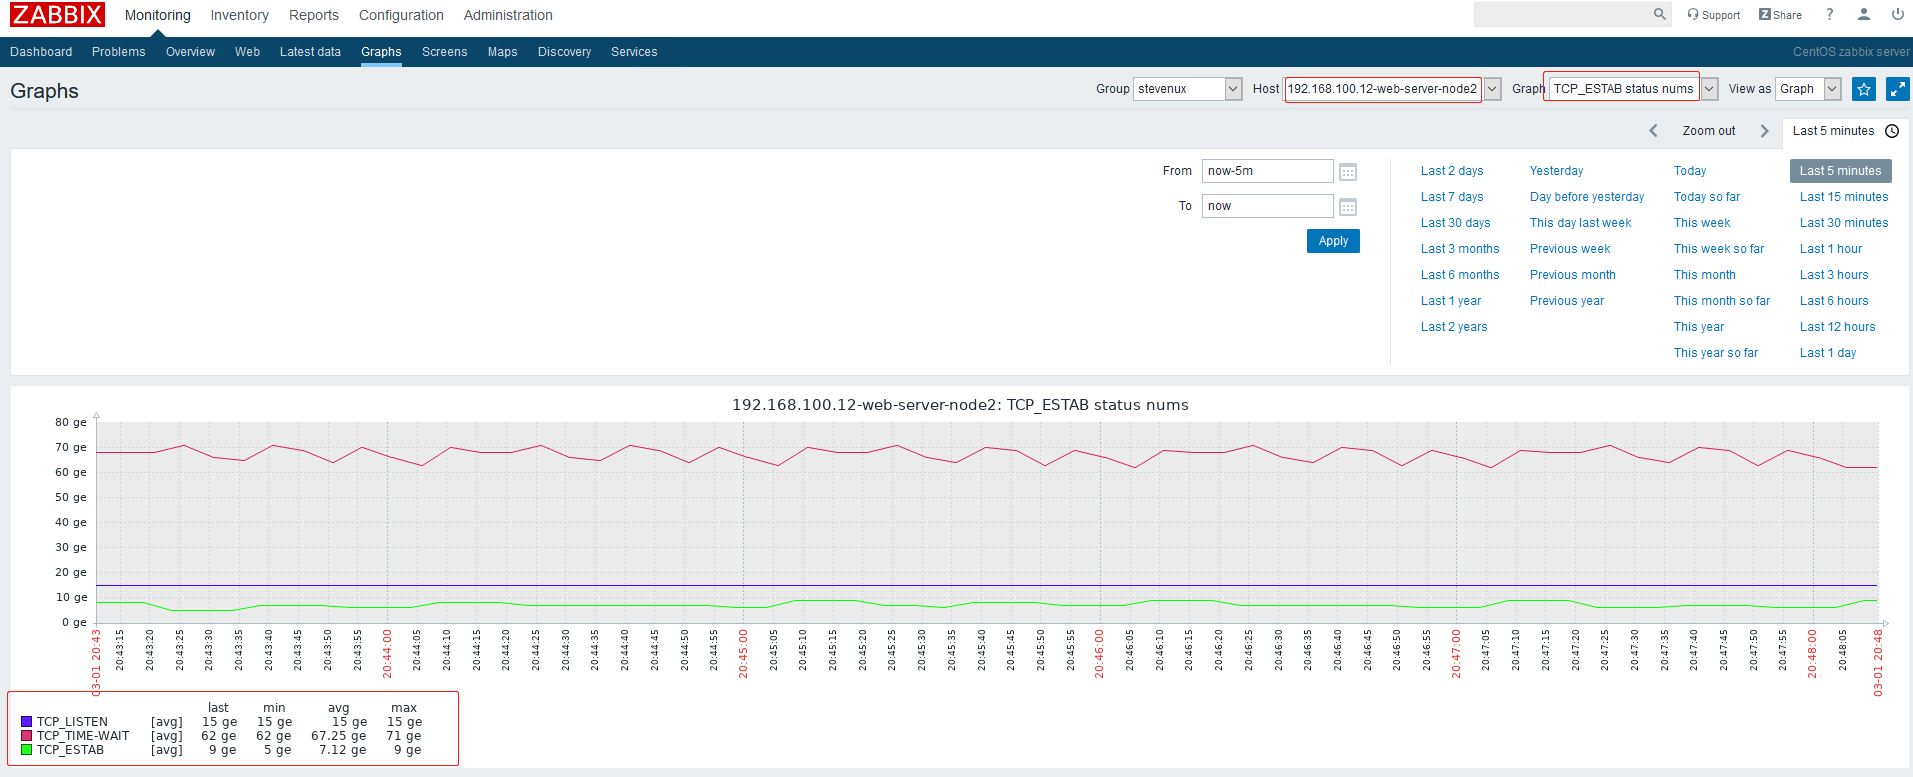 ZABBIX Monitoring Inventory Reports Configuration Administration Support Z Share ?
Dashboard Problems Overview Web Latest data Graphs Screens Maps Discovery Services CentOS zabbix server
Graphs Group stevenux Host 192.168.100.12-web-server-node2 Graph TCP_ESTAB status nums View as Graph
Zoom out Last 5 minutes
From now-5m Last 2 days Yesterday Today Last 5 minutes
To now Last 7 days Day before yesterday Today so far Last 15 minutes
Last 30 days This day last week This week Last 30 minutes
Apply Last 3 months Previous week This week so far Last 1 hour
Last 6 months Previous month This month Last 3 hours
Last 1 year Previous year This month so far Last 6 hours
Last 2 years This year Last 12 hours
This year so far Last 1 day
192.168.100.12-web-server-node2: TCP_ESTAB status nums
80 ge
70 ge
60 ge
50 ge
40 ge
30 ge
20 ge
10 ge
0 ge
03-01 20:43 20:43:15 20:43:20 20:43:25 20:43:30 20:43:35 20:43:40 20:43:45 20:43:50 20:43:55 20:44:00 20:44:05 20:44:10 20:44:15 20:44:20 20:44:25 20:44:30 20:44:35 20:44:40 20:44:45 20:44:50 20:44:55 20:45:00 20:45:05 20:45:10 20:45:15 20:45:20 20:45:25 20:45:30 20:45:35 20:45:40 20:45:45 20:45:50 20:45:55 20:46:00 20:46:05 20:46:10 20:46:15 20:46:20 20:46:25 20:46:30 20:46:35 20:46:40 20:46:45 20:46:50 20:46:55 20:47:00 20:47:05 20:47:10 20:47:15 20:47:20 20:47:25 20:47:30 20:47:35 20:47:40 20:47:45 20:47:50 20:47:55 20:48:00 20:48:05 03-01 20:48
last min avg max
TCP_LISTEN [avg] 15 ge 15 ge 15 ge 15 ge
TCP_TIME-WAIT [avg] 62 ge 62 ge 67.25 ge 71 ge
TCP_ESTAB [avg] 9 ge 5 ge 7.12 ge 9 ge